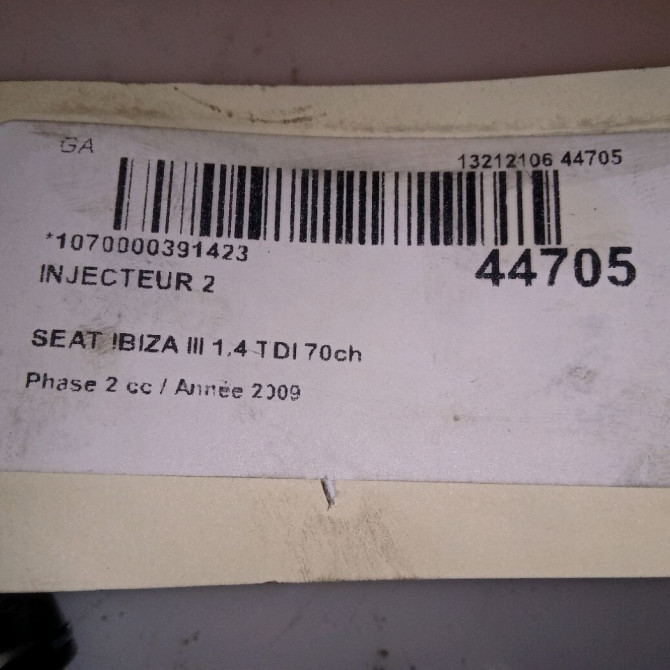 GA
13212106 44705
*1070000391423
44705
INJECTEUR 2
SEAT IBIZA III 1.4 TDI 70ch
Phase 2 cc / Année 2009